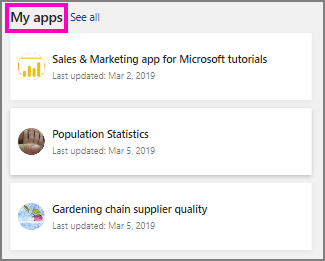 My apps See all
Sales & Marketing app for Microsoft tutorials
Last updated: Mar 2, 2019
Population Statistics
Last updated: Mar 5, 2019
Gardening chain supplier quality
Last updated: Mar 5, 2019